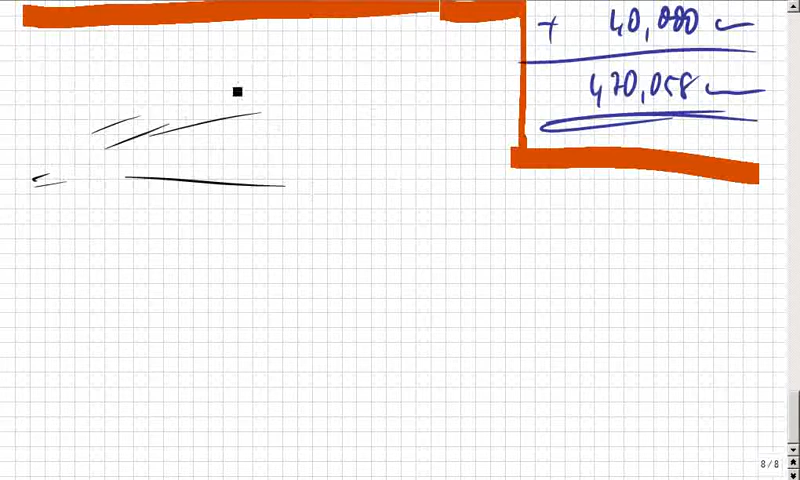 + 40,000 —
470,058 —
8/8